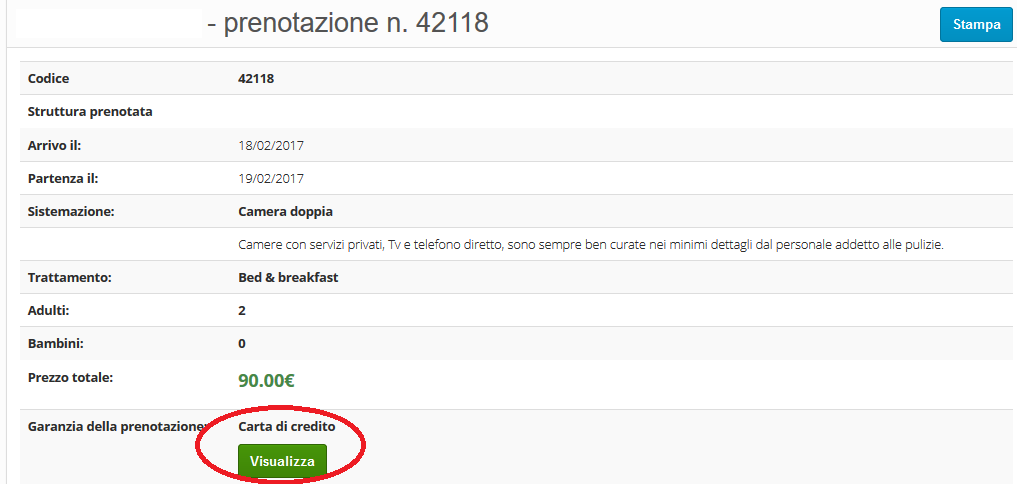 - prenotazione n. 42118
Stampa
Codice 42118
Struttura prenotata
Arrivo il: 18/02/2017
Partenza il: 19/02/2017
Sistemazione: Camera doppia
Camere con servizi privati, Tv e telefono diretto, sono sempre ben curate nei minimi dettagli dal personale addetto alle pulizie.
Trattamento: Bed & breakfast
Adulti: 2
Bambini: 0
Prezzo totale: 90.00€
Garanzia della prenotazione: Carta di credito
Visualizza